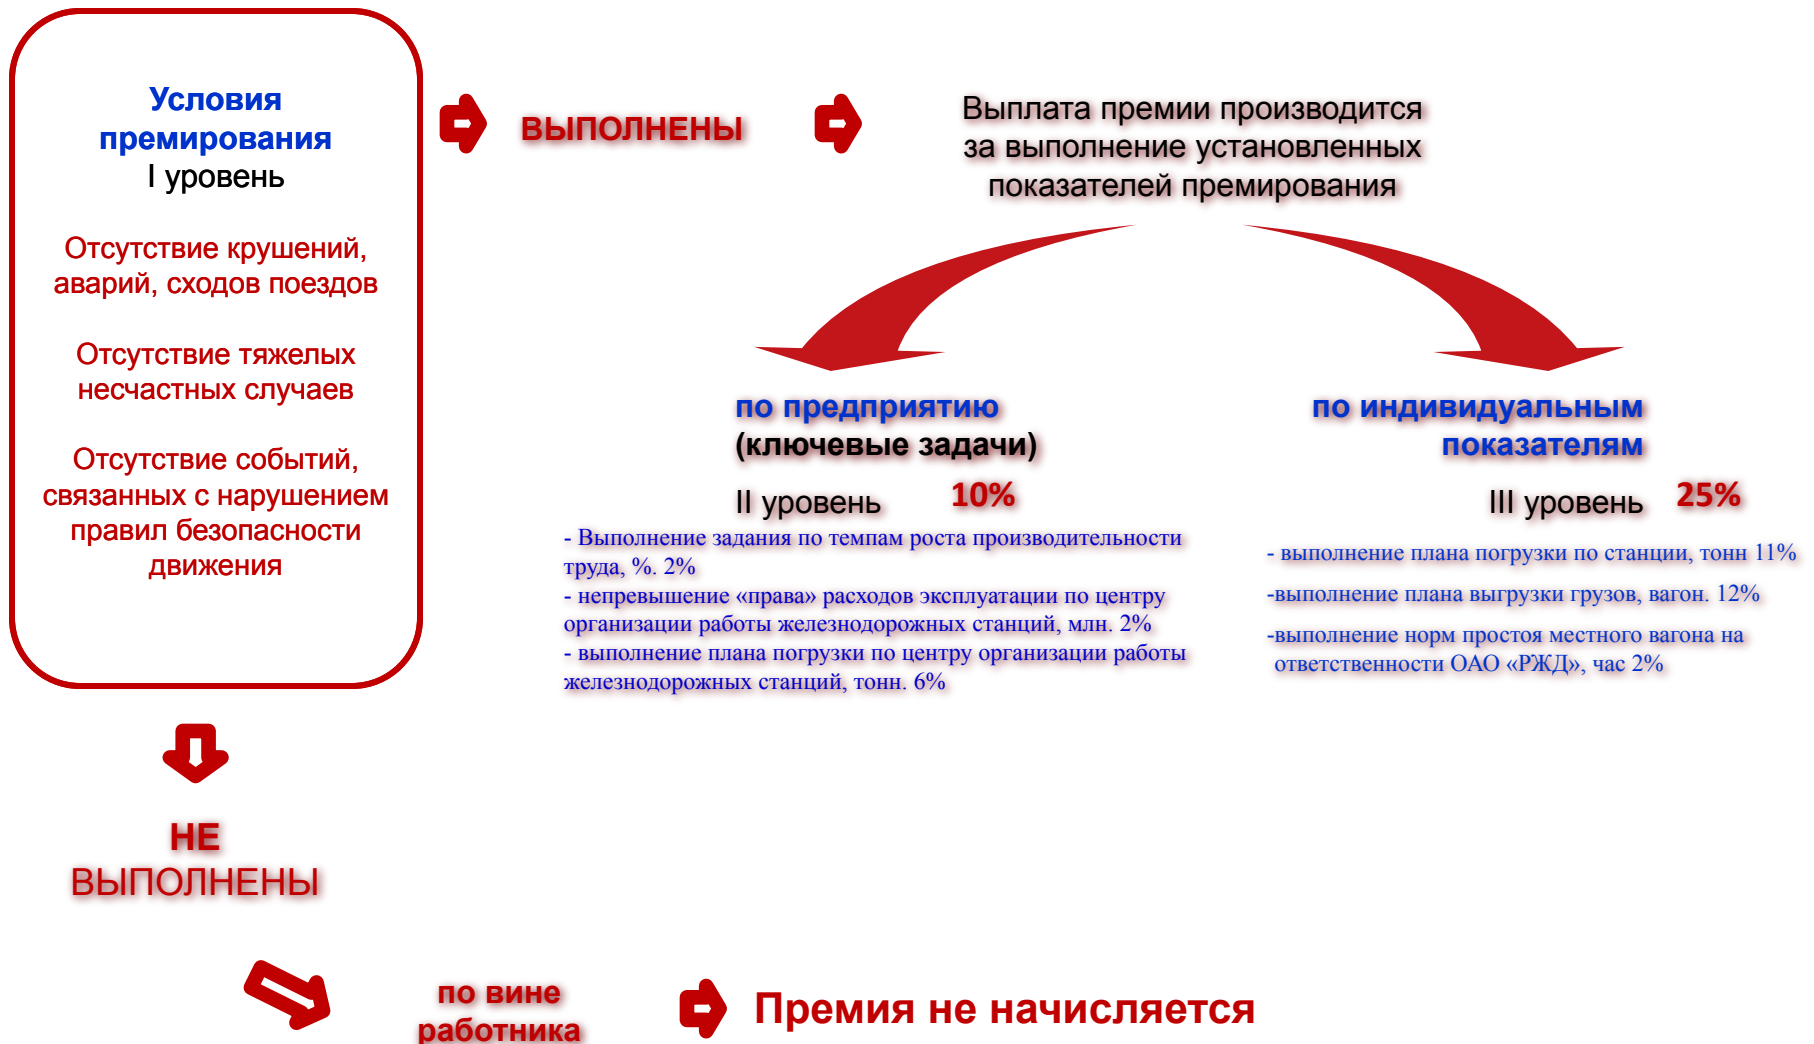 Условия
премирования
I уровень
Отсутствие крушений,
аварий, сходов поездов
Отсутствие тяжелых
несчастных случаев
Отсутствие событий,
связанных с нарушением
правил безопасности
движения
ВЫПОЛНЕНЫ
Выплата премии производится
за выполнение установленных
показателей премирования
по предприятию
(ключевые задачи)
II уровень 10%
- Выполнение задания по темпам роста производительности
труда, %. 2%
- непревышение «права» расходов эксплуатации по центру
организации работы железнодорожных станций, млн. 2%
- выполнение плана погрузки по центру организации работы
железнодорожных станций, тонн. 6%
по индивидуальным
показателям
III уровень 25%
- выполнение плана погрузки по станции, тонн 11%
-выполнение плана выгрузки грузов, вагон. 12%
-выполнение норм простоя местного вагона на
ответственности ОАО «РЖД», час 2%
НЕ
ВЫПОЛНЕНЫ
по вине
работника
Премия не начисляется